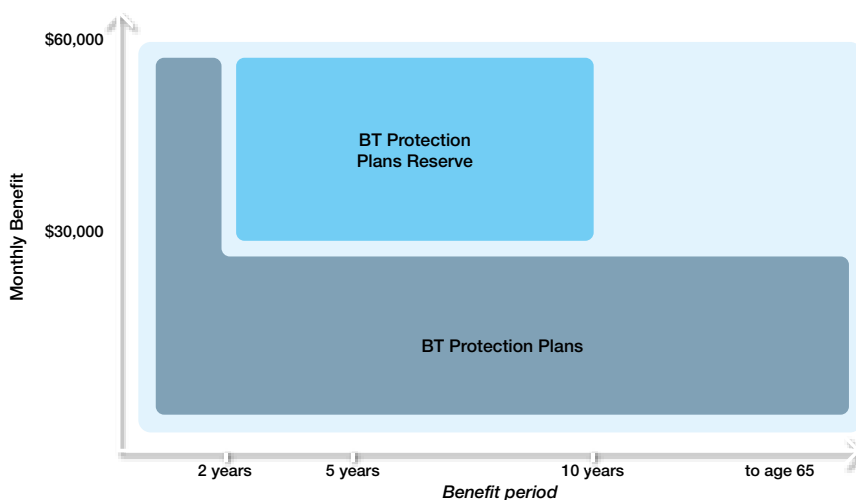 $60,000
BT Protection
Plans Reserve
$30,000
Monthly Benefit
BT Protection Plans
2 years
5 years
10 years
to age 65
Benefit period